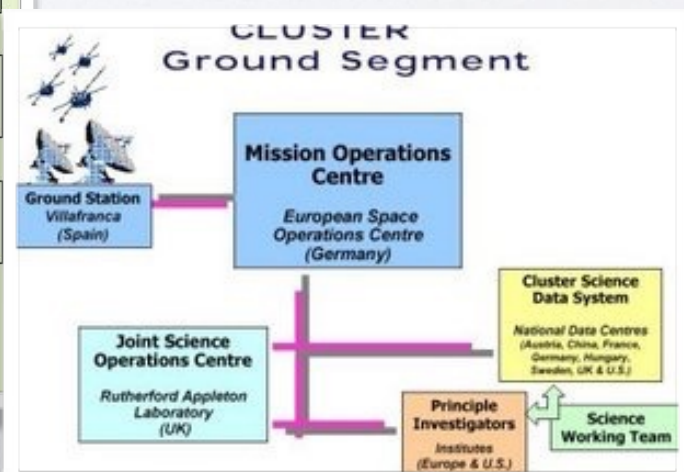 CLUSTER
Ground Segment
Mission Operations
Centre
European Space
Operations Centre
(Germany)
Ground Station
Villafranca
(Spain)
Cluster Science
Data System
National Data Centres
(Austria, China, France,
Germany, Hungary,
Sweden, UK & U.S.)
Joint Science
Operations Centre
Rutherford Appleton
Laboratory
(UK)
Principle
Investigators
Institutes
(Europe & U.S.)
Science
Working Team